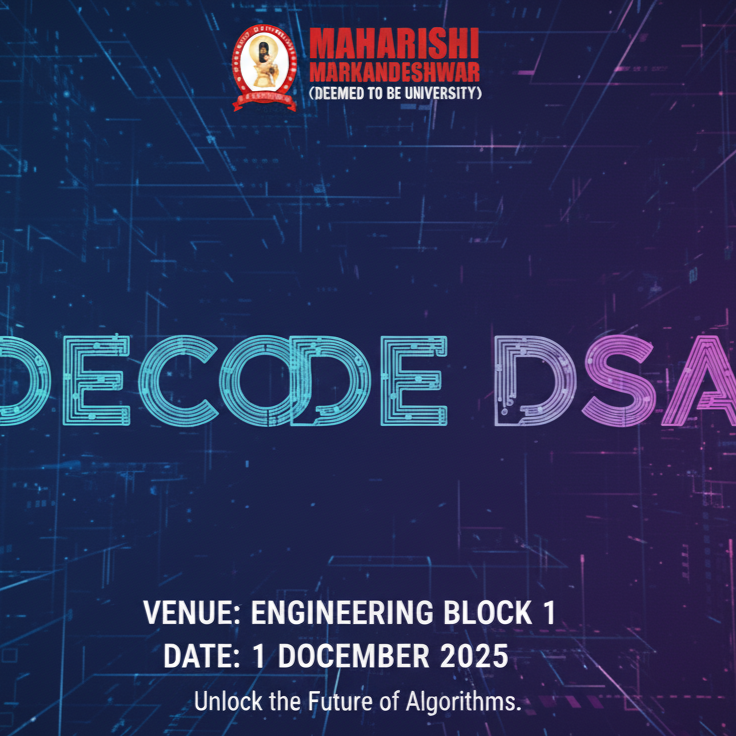 MAHARISHI
MARKANDESHWAR
(DEEMED TO BE UNIVERSITY)
DECODE DSA
VENUE: ENGINEERING BLOCK 1
DATE: 1 DOCEMBER 2025
Unlock the Future of Algorithms.